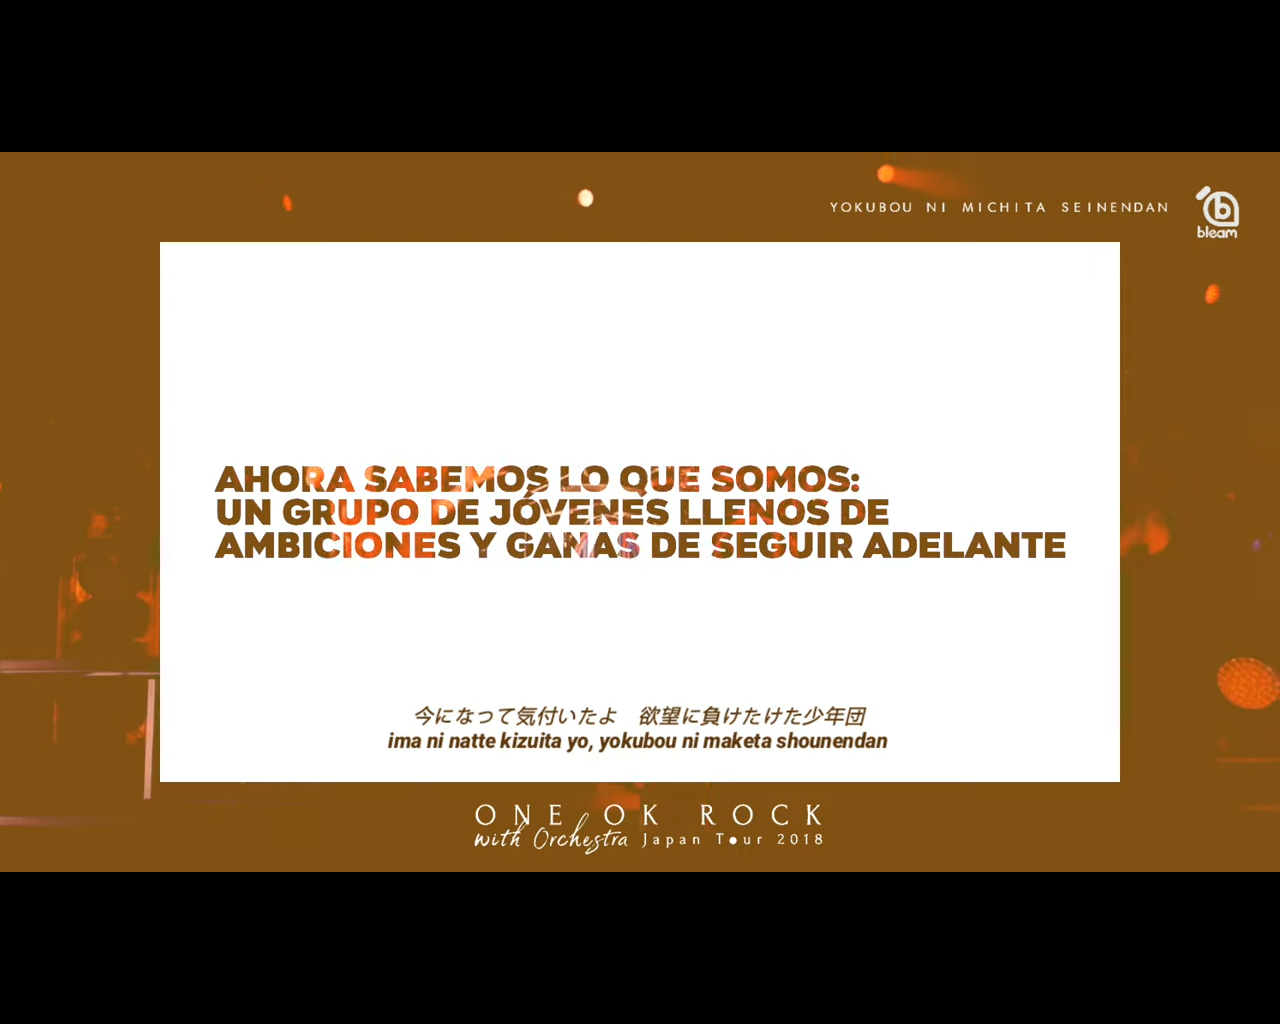 YOKUBOU NI MICHITA SEINENDAN
bleam
AHORA SABEMOS LO QUE SOMOS:
UN GRUPO DE JÓVENES LLENOS DE
AMBICIONES Y GANAS DE SEGUIR ADELANTE
今になって気付いたよ　欲望に負けたけた少年団
ima ni natte kizuita yo, yokubou ni maketa shounendan
ONE OK ROCK
with Orchestra Japan Tour 2018